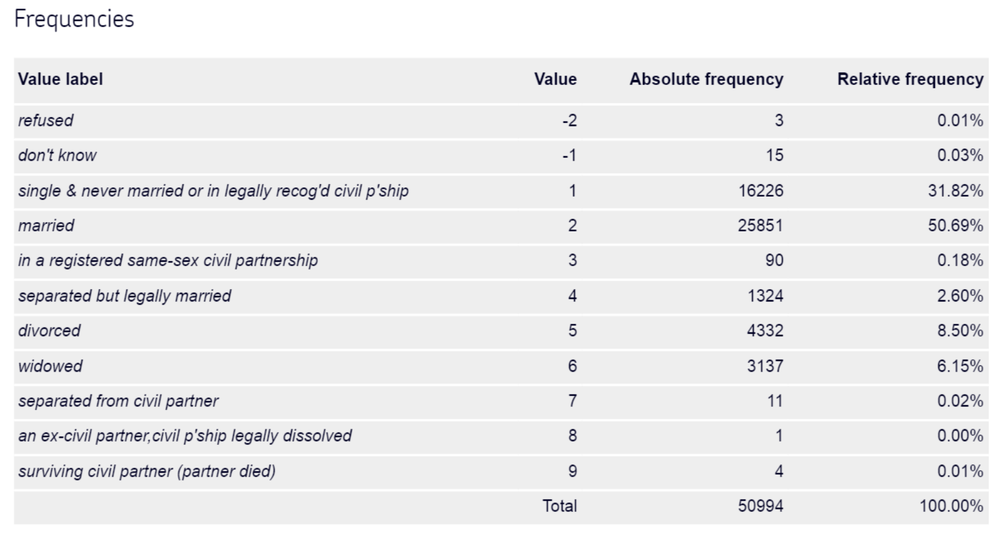 Frequencies
Value label Value Absolute frequency Relative frequency
refused -2 3 0.01%
don't know -1 15 0.03%
single & never married or in legally recog'd civil p'ship 1 16226 31.82%
married 2 25851 50.69%
in a registered same-sex civil partnership 3 90 0.18%
separated but legally married 4 1324 2.60%
divorced 5 4332 8.50%
widowed 6 3137 6.15%
separated from civil partner 7 11 0.02%
an ex-civil partner,civil p'ship legally dissolved 8 1 0.00%
surviving civil partner (partner died) 9 4 0.01%
Total 50994 100.00%